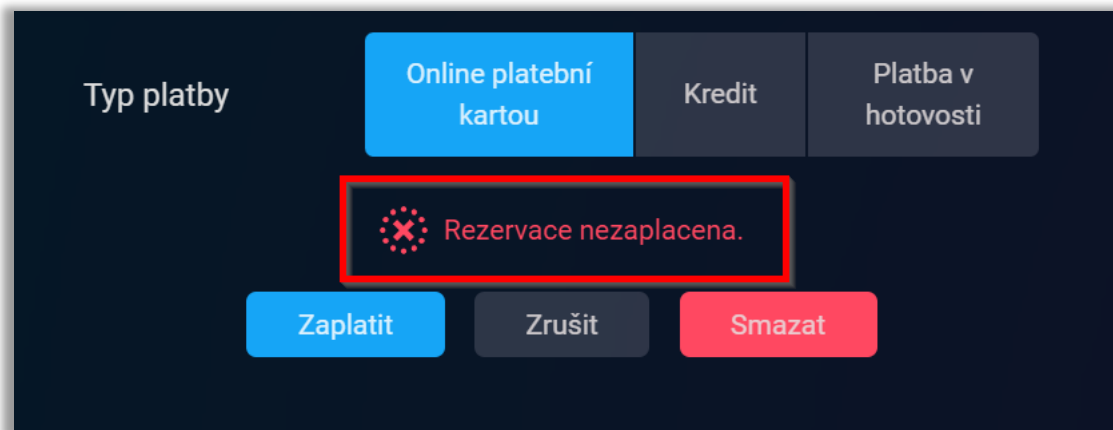 Typ platby
Online platební
kartou
Kredit
Platba v
hotovosti
Rezervace nezaplacena.
Zaplatit
Zrušit
Smazat